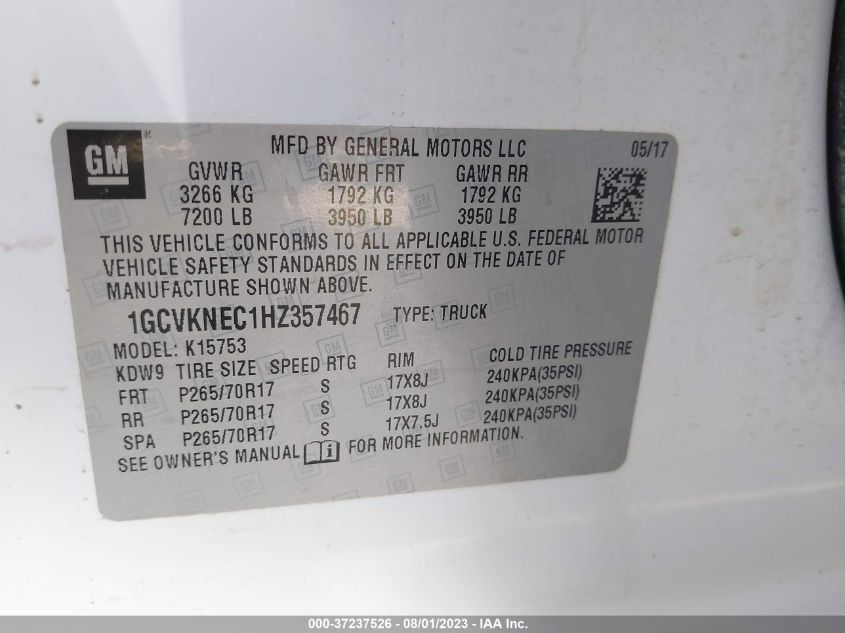 GM ®
MFD BY GENERAL MOTORS LLC 05/17
GVWR GAWR FRT GAWR RR
3266 KG 1792 KG 1792 KG
7200 LB 3950 LB 3950 LB
THIS VEHICLE CONFORMS TO ALL APPLICABLE U.S. FEDERAL MOTOR
VEHICLE SAFETY STANDARDS IN EFFECT ON THE DATE OF
MANUFACTURE SHOWN ABOVE.
1GCVKNEC1HZ357467 TYPE: TRUCK
MODEL: K15753
KDW9 TIRE SIZE SPEED RTG RIM COLD TIRE PRESSURE
FRT P265/70R17 S 17X8J 240KPA(35PSI)
RR P265/70R17 S 17X8J 240KPA(35PSI)
SPA P265/70R17 S 17X7.5J 240KPA(35PSI)
SEE OWNER'S MANUAL i FOR MORE INFORMATION.
000-37237526 - 08/01/2023 - IAA Inc.